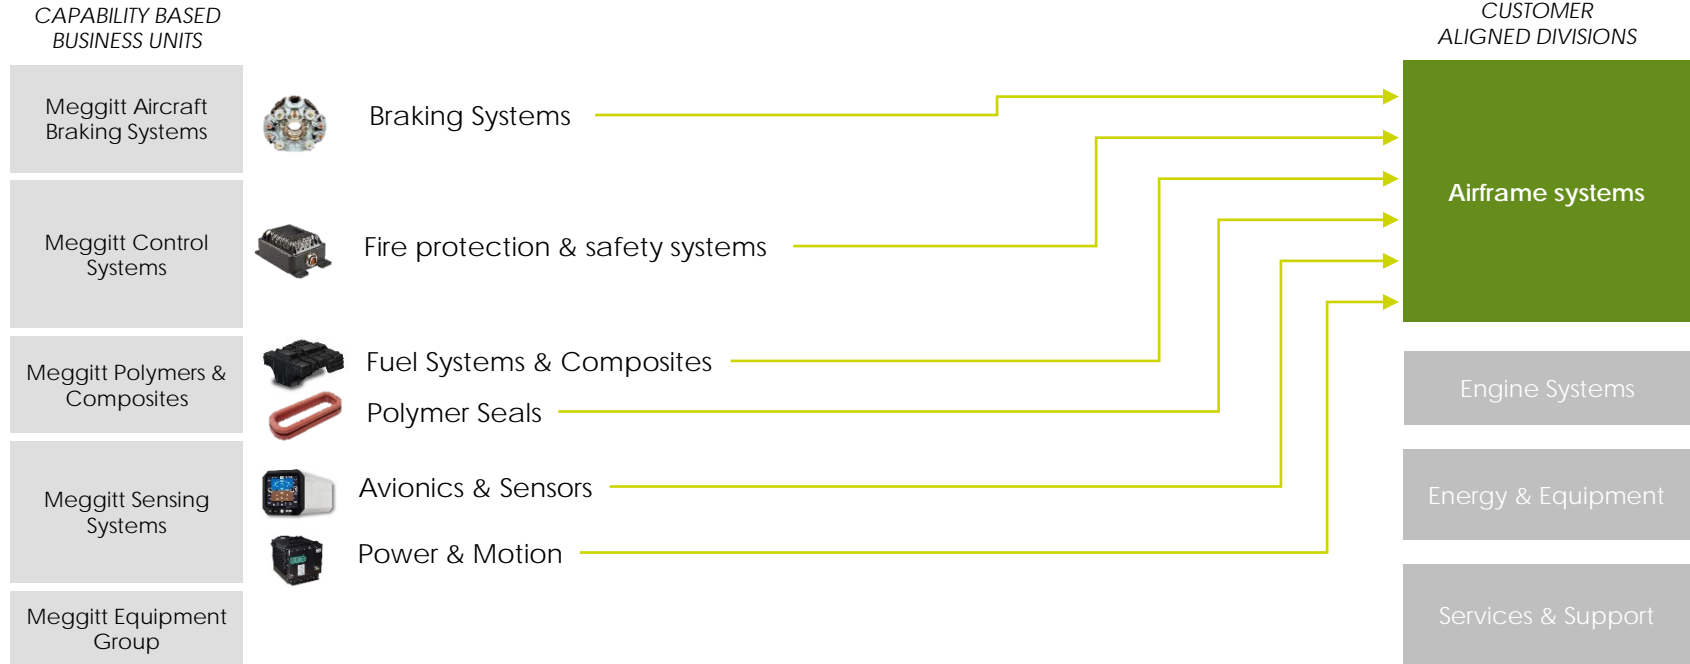 CAPABILITY BASED
BUSINESS UNITS
CUSTOMER
ALIGNED DIVISIONS
Meggitt Aircraft
Braking Systems
Braking Systems
Meggitt Control
Systems
Fire protection & safety systems
Meggitt Polymers &
Composites
Fuel Systems & Composites
Polymer Seals
Meggitt Sensing
Systems
Avionics & Sensors
Power & Motion
Meggitt Equipment
Group
Airframe systems
Engine Systems
Energy & Equipment
Services & Support